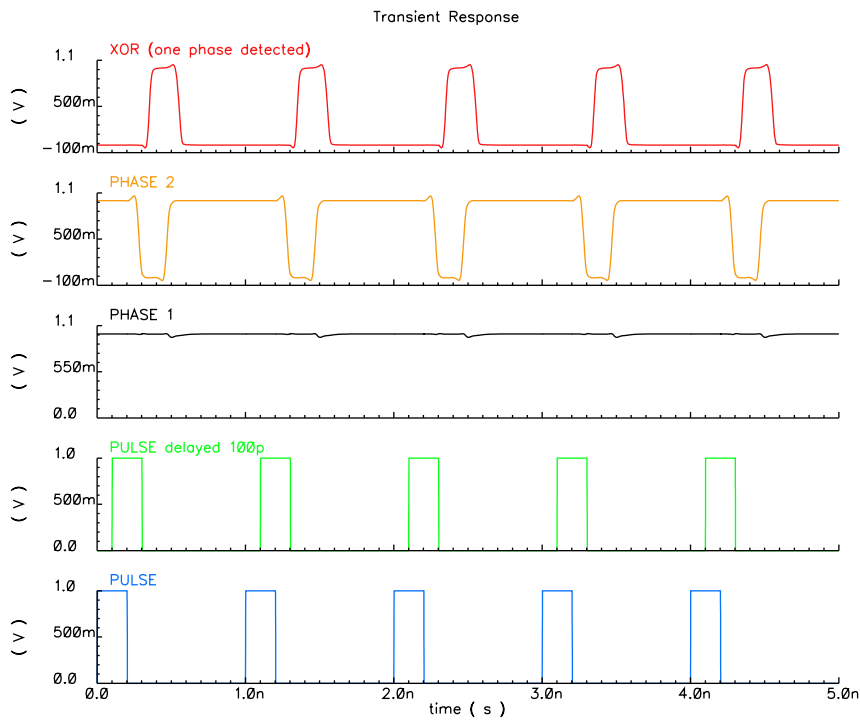 Transient Response
XOR (one phase detected)
1.1
500m
-100m
( V )
PHASE 2
1.1
500m
-100m
( V )
PHASE 1
1.1
550m
0.0
( V )
PULSE delayed 100p
1.0
500m
0.0
( V )
PULSE
1.0
500m
0.0
( V )
0.0 1.0n 2.0n 3.0n 4.0n 5.0n
time ( s )